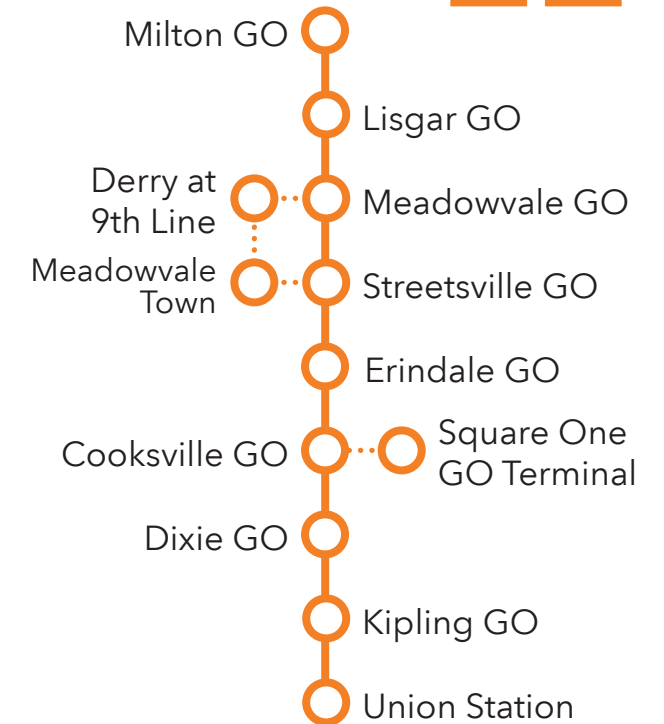 Milton GO
Lisgar GO
Derry at
9th Line
Meadowvale GO
Meadowvale
Town
Streetsville GO
Erindale GO
Cooksville GO
Square One
GO Terminal
Dixie GO
Kipling GO
Union Station